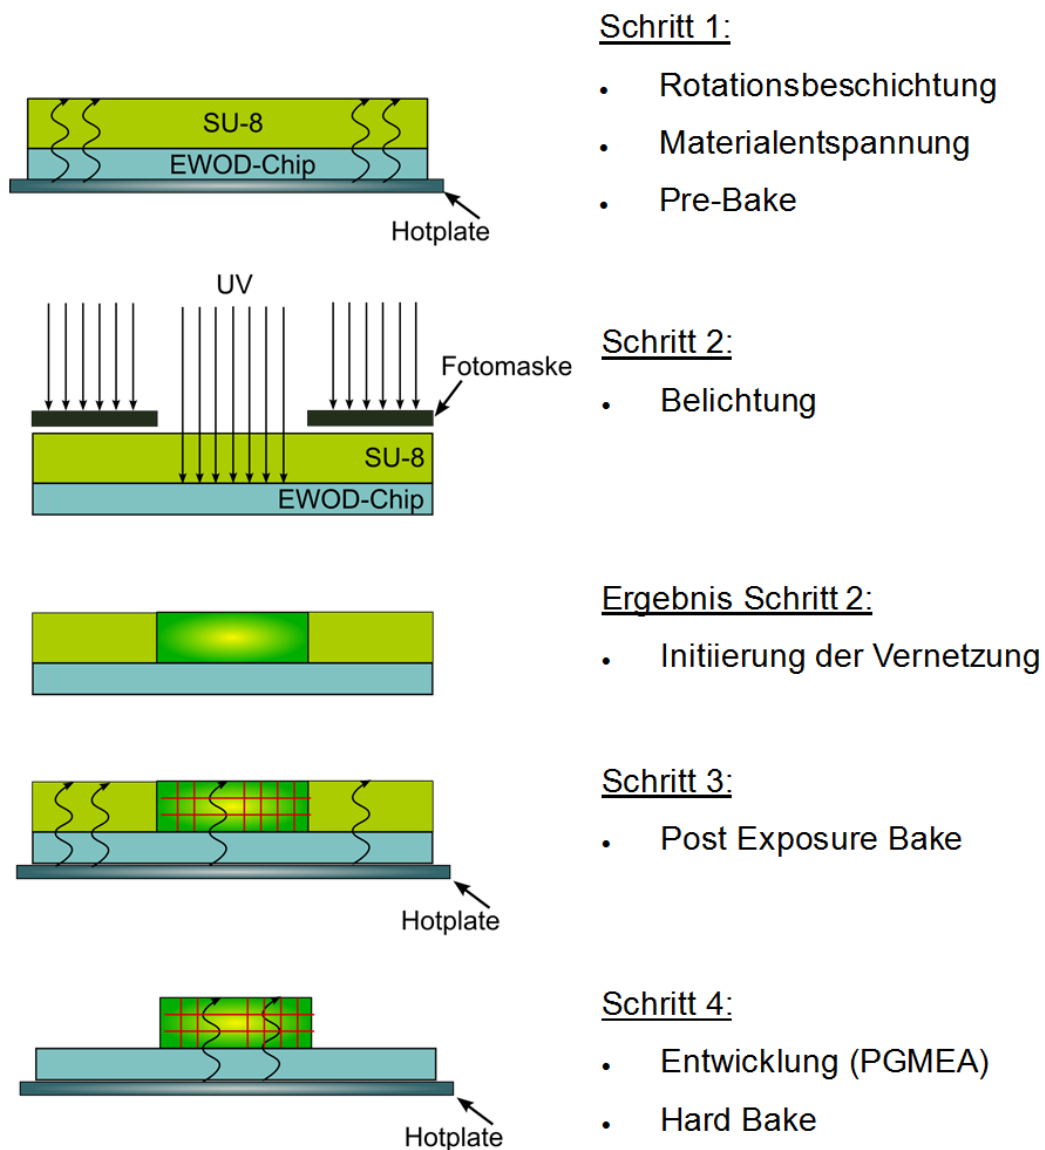 Schritt 1:
• Rotationsbeschichtung
• Materialentspannung
• Pre-Bake
SU-8
EWOD-Chip
Hotplate
UV
Fotomaske
SU-8
EWOD-Chip
Schritt 2:
• Belichtung
Ergebnis Schritt 2:
• Initiierung der Vernetzung
Schritt 3:
• Post Exposure Bake
Hotplate
Schritt 4:
• Entwicklung (PGMEA)
• Hard Bake
Hotplate